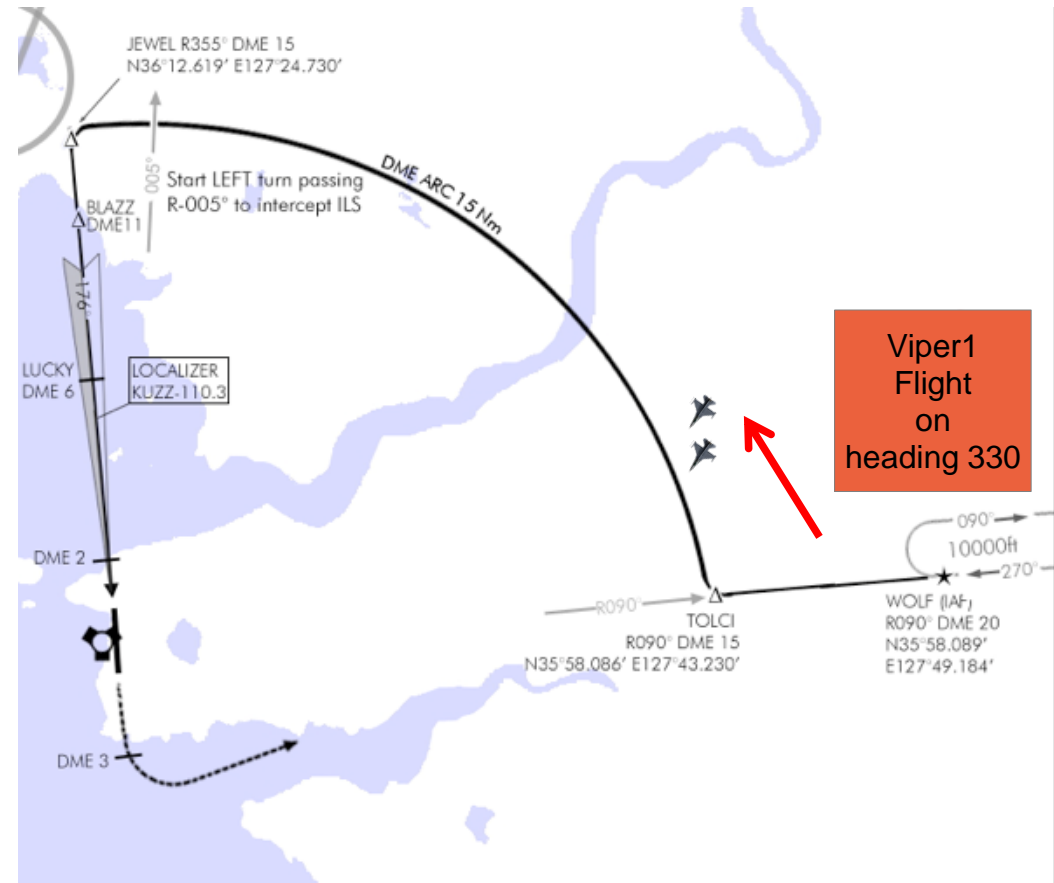 JEWEL R355° DME 15
N36°12.619' E127°24.730'
005°
Start LEFT turn passing
R-005° to intercept ILS
DME ARC 15 Nm
BLAZZ
DME11
176°
LUCKY
DME 6
LOCALIZER
KUZZ-110.3
Viper1
Flight
on
heading 330
090°
10000ft
270°
DME 2
R090°
TOLCI
R090° DME 15
N35°58.086' E127°43.230'
WOLF (IAF)
R090° DME 20
N35°58.089'
E127°49.184'
DME 3